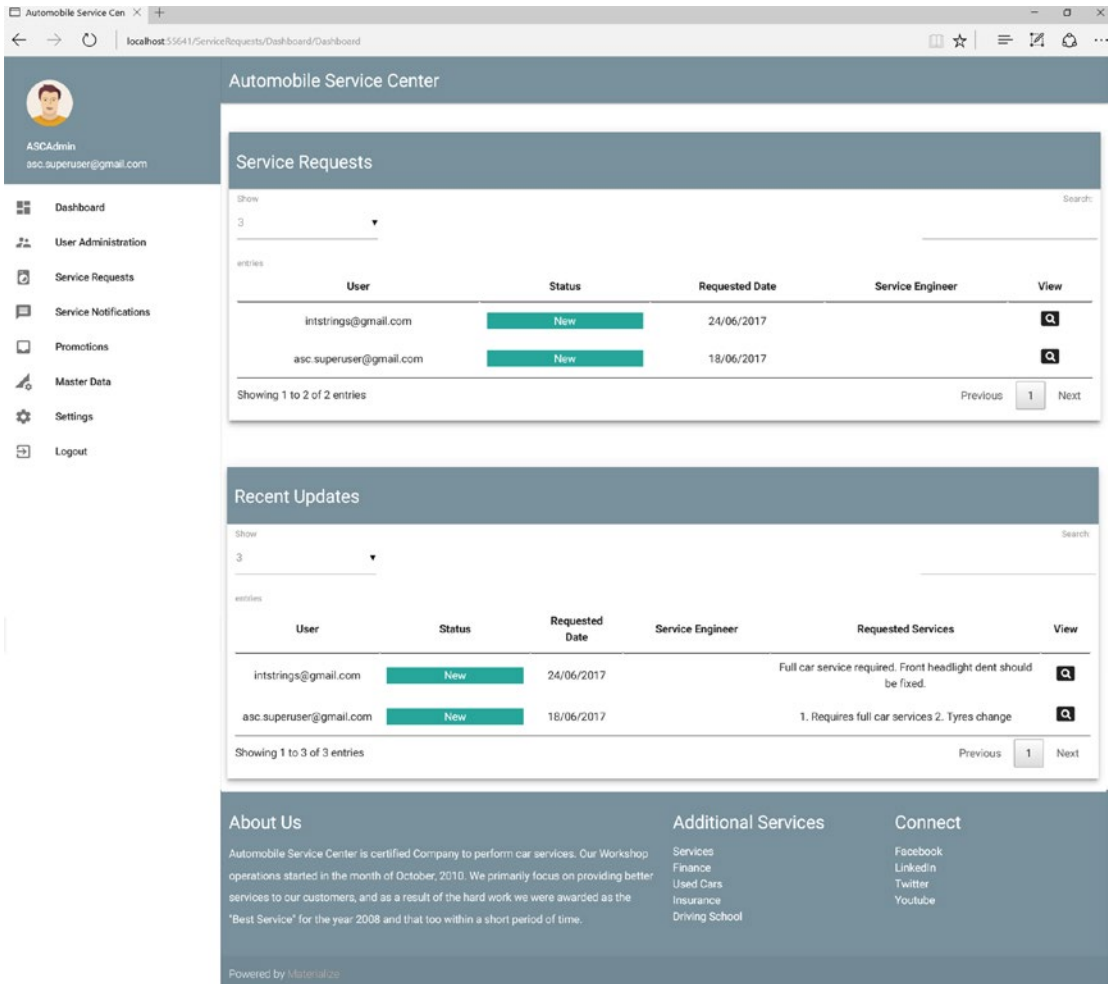 Automobile Service Cen
localhost:55641/ServiceRequests/Dashboard/Dashboard
Automobile Service Center
ASCAdmin
asc.superuser@gmail.com
Dashboard
User Administration
Service Requests
Service Notifications
Promotions
Master Data
Settings
Logout
Service Requests
Show Search:
3
entries
User Status Requested Date Service Engineer View
intstrings@gmail.com New 24/06/2017
asc.superuser@gmail.com New 18/06/2017
Showing 1 to 2 of 2 entries Previous 1 Next
Recent Updates
Show Search:
3
entries
User Status Requested Date Service Engineer Requested Services View
intstrings@gmail.com New 24/06/2017 Full car service required. Front headlight dent should
be fixed.
asc.superuser@gmail.com New 18/06/2017 1. Requires full car services 2. Tyres change
Showing 1 to 3 of 3 entries Previous 1 Next
About Us
Automobile Service Center is certified Company to perform car services. Our Workshop
operations started in the month of October, 2010. We primarily focus on providing better
services to our customers, and as a result of the hard work we were awarded as the
"Best Service" for the year 2008 and that too within a short period of time.
Additional Services
Services
Finance
Used Cars
Insurance
Driving School
Connect
Facebook
LinkedIn
Twitter
Youtube
Powered by Materialize